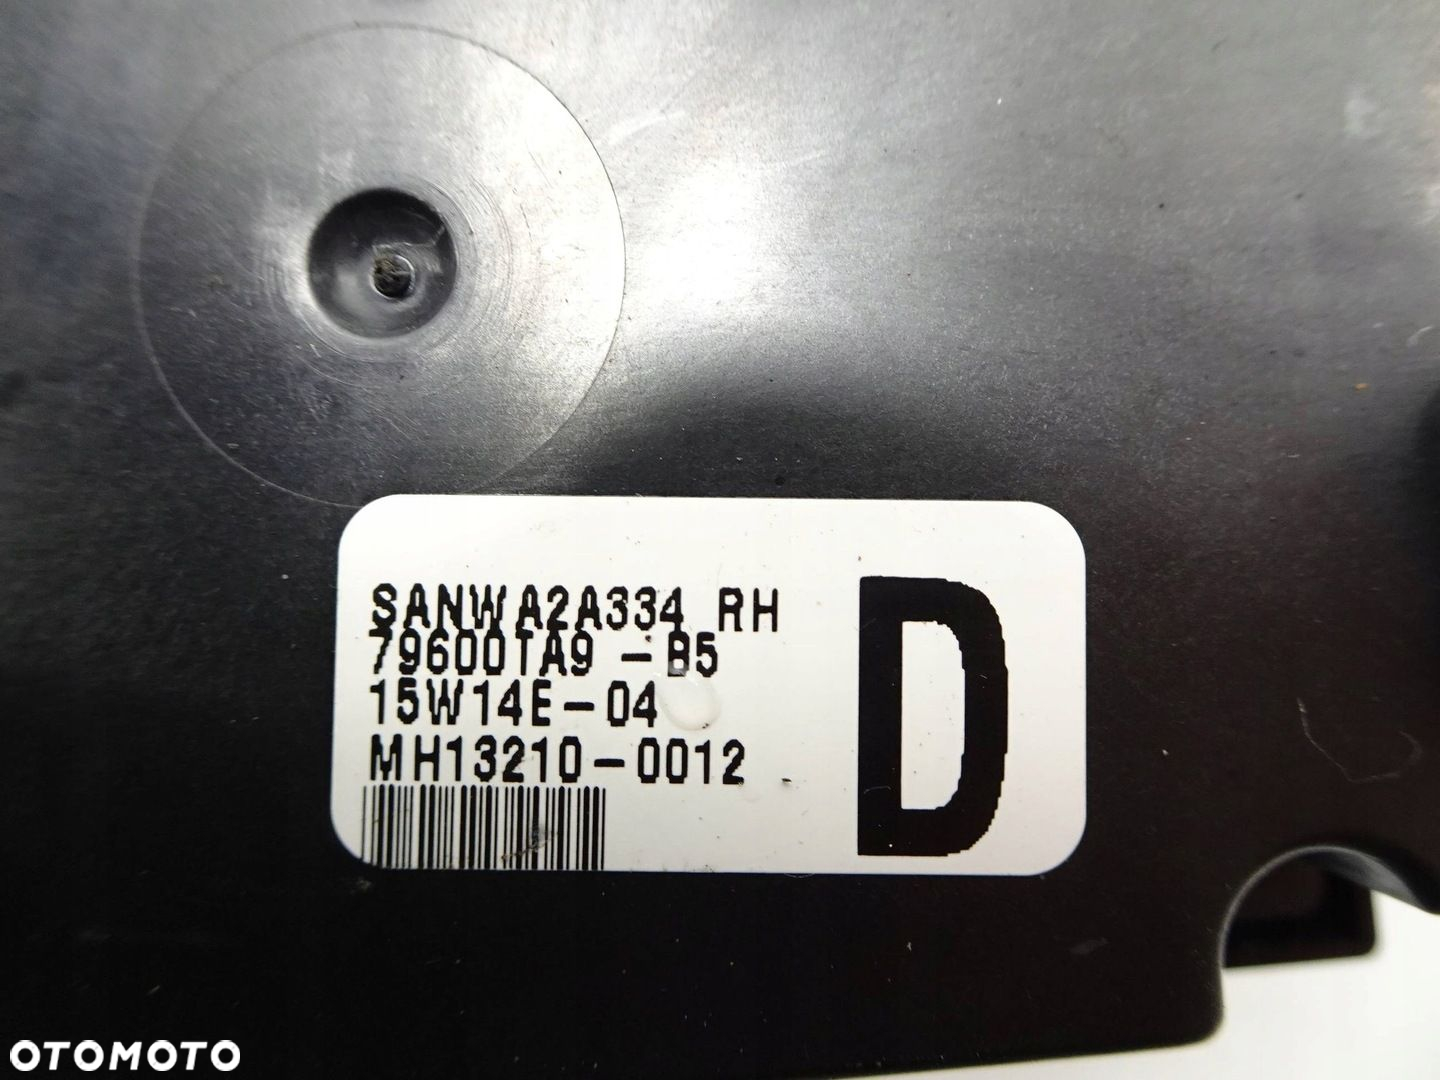 SANWA2A334 RH
79600TA9 -B5
15W14E-04
MH13210-0012
D
OTOMOTO